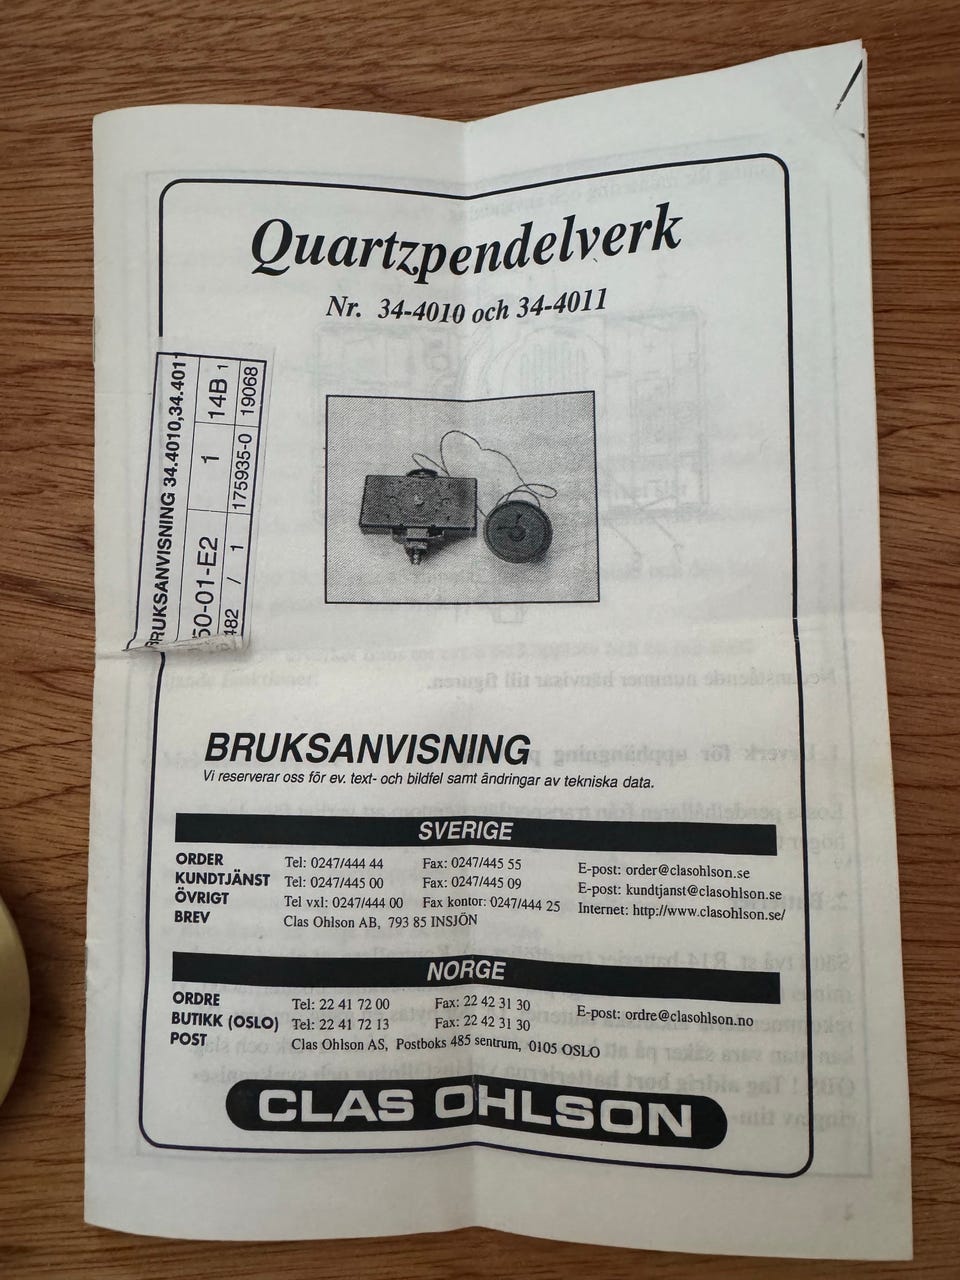 Quartzpendelverk
Nr. 34-4010 och 34-4011
BRUKSANVISNING 34.4010,34.401
50-01-E2 1 14B 1
482 / 1 175935-0 19068
Nedanstående nummer hänvisar till figuren.
BRUKSANVISNING
Vi reserverar oss för ev. text- och bildfel samt ändringar av tekniska data.
SVERIGE
ORDER Tel: 0247/444 44 Fax: 0247/445 55 E-post: order@clasohlson.se
KUNDTJÄNST Tel: 0247/445 00 Fax: 0247/445 09 E-post: kundtjanst@clasohlson.se
ÖVRIGT Tel vxl: 0247/444 00 Fax kontor: 0247/444 25 Internet: http://www.clasohlson.se/
BREV Clas Ohlson AB, 793 85 INSJÖN
NORGE
ORDRE Tel: 22 41 72 00 Fax: 22 42 31 30 E-post: ordre@clasohlson.no
BUTIKK (OSLO) Tel: 22 41 72 13 Fax: 22 42 31 30
POST Clas Ohlson AS, Postboks 485 sentrum, 0105 OSLO
CLAS OHLSON